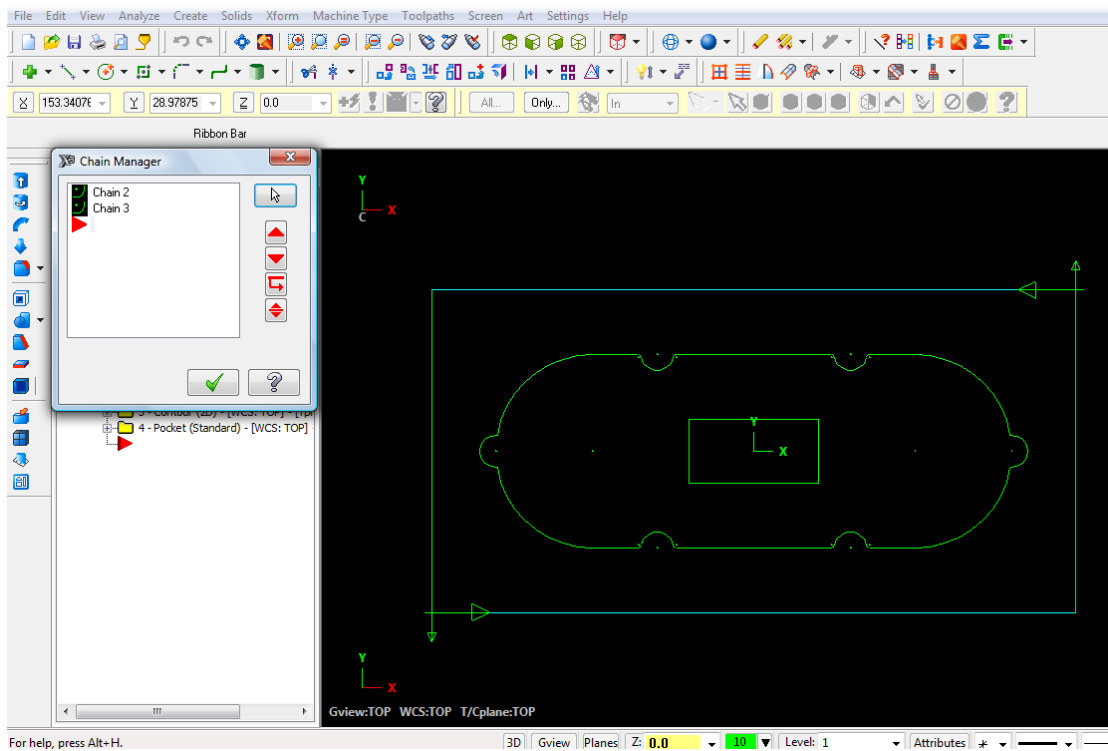 File Edit View Analyze Create Solids Xform Machine Type Toolpaths Screen Art Settings Help
X 153.34076 Y 28.97875 Z 0.0 All... Only... In
Ribbon Bar
Chain Manager
Chain 2
Chain 3
4 - Pocket (Standard) - [WCS: TOP]
Y
C X
Y
X
Y
X
Gview:TOP WCS:TOP T/Cplane:TOP
For help, press Alt+H. 3D Gview Planes Z: 0.0 10 Level: 1 Attributes